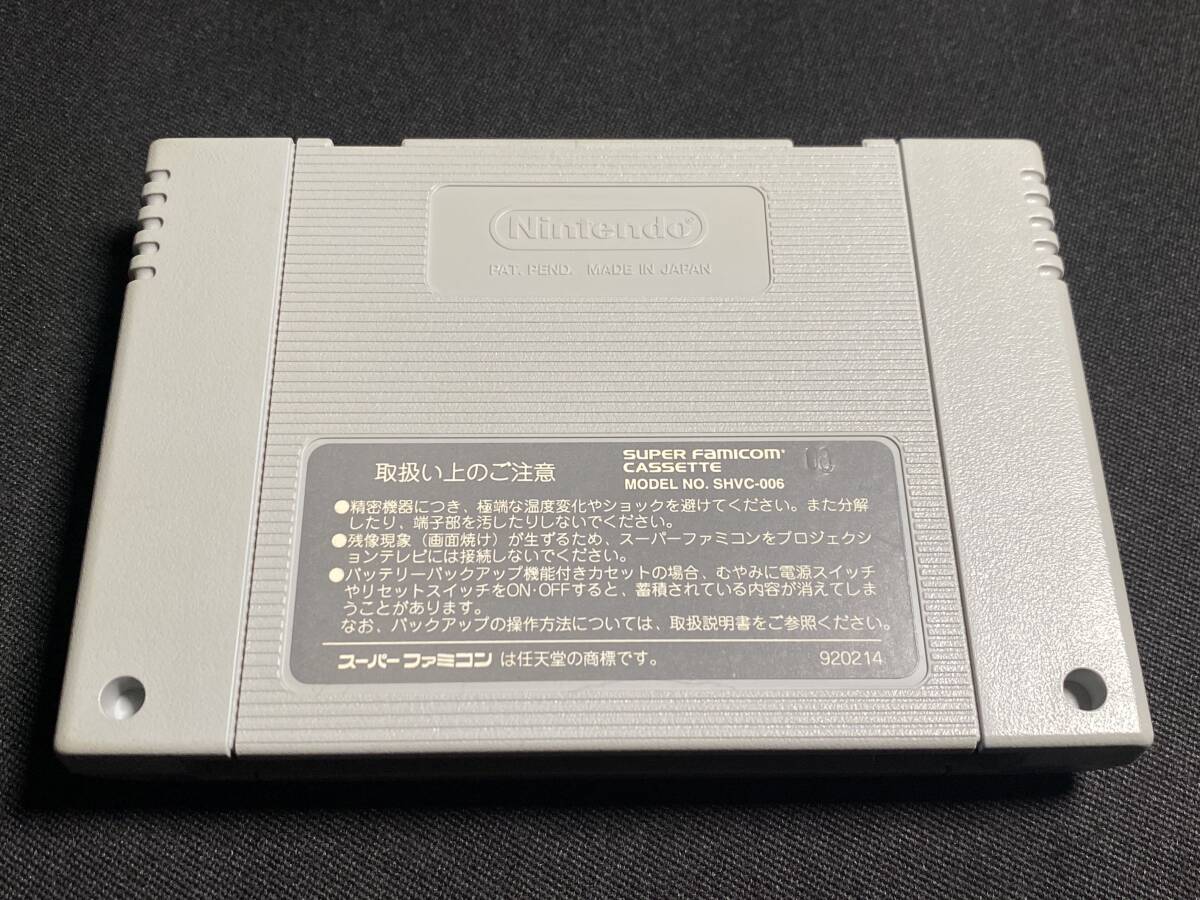 Nintendo®
PAT. PEND. MADE IN JAPAN
取扱い上のご注意
SUPER FAMICOM
CASSETTE
MODEL NO. SHVC-006
●精密機器につき、極端な温度変化やショックを避けてください。また分解
したり、端子部を汚したりしないでください。
●残像現象（画面焼け）が生ずるため、スーパーファミコンをプロジェクシ
ョンテレビには接続しないでください。
●バッテリーバックアップ機能付きカセットの場合、むやみに電源スイッチ
やリセットスイッチをON・OFFすると、蓄積されている内容が消えてしま
うことがあります。
なお、バックアップの操作方法については、取扱説明書をご参照ください。
スーパーファミコン は任天堂の商標です。
920214